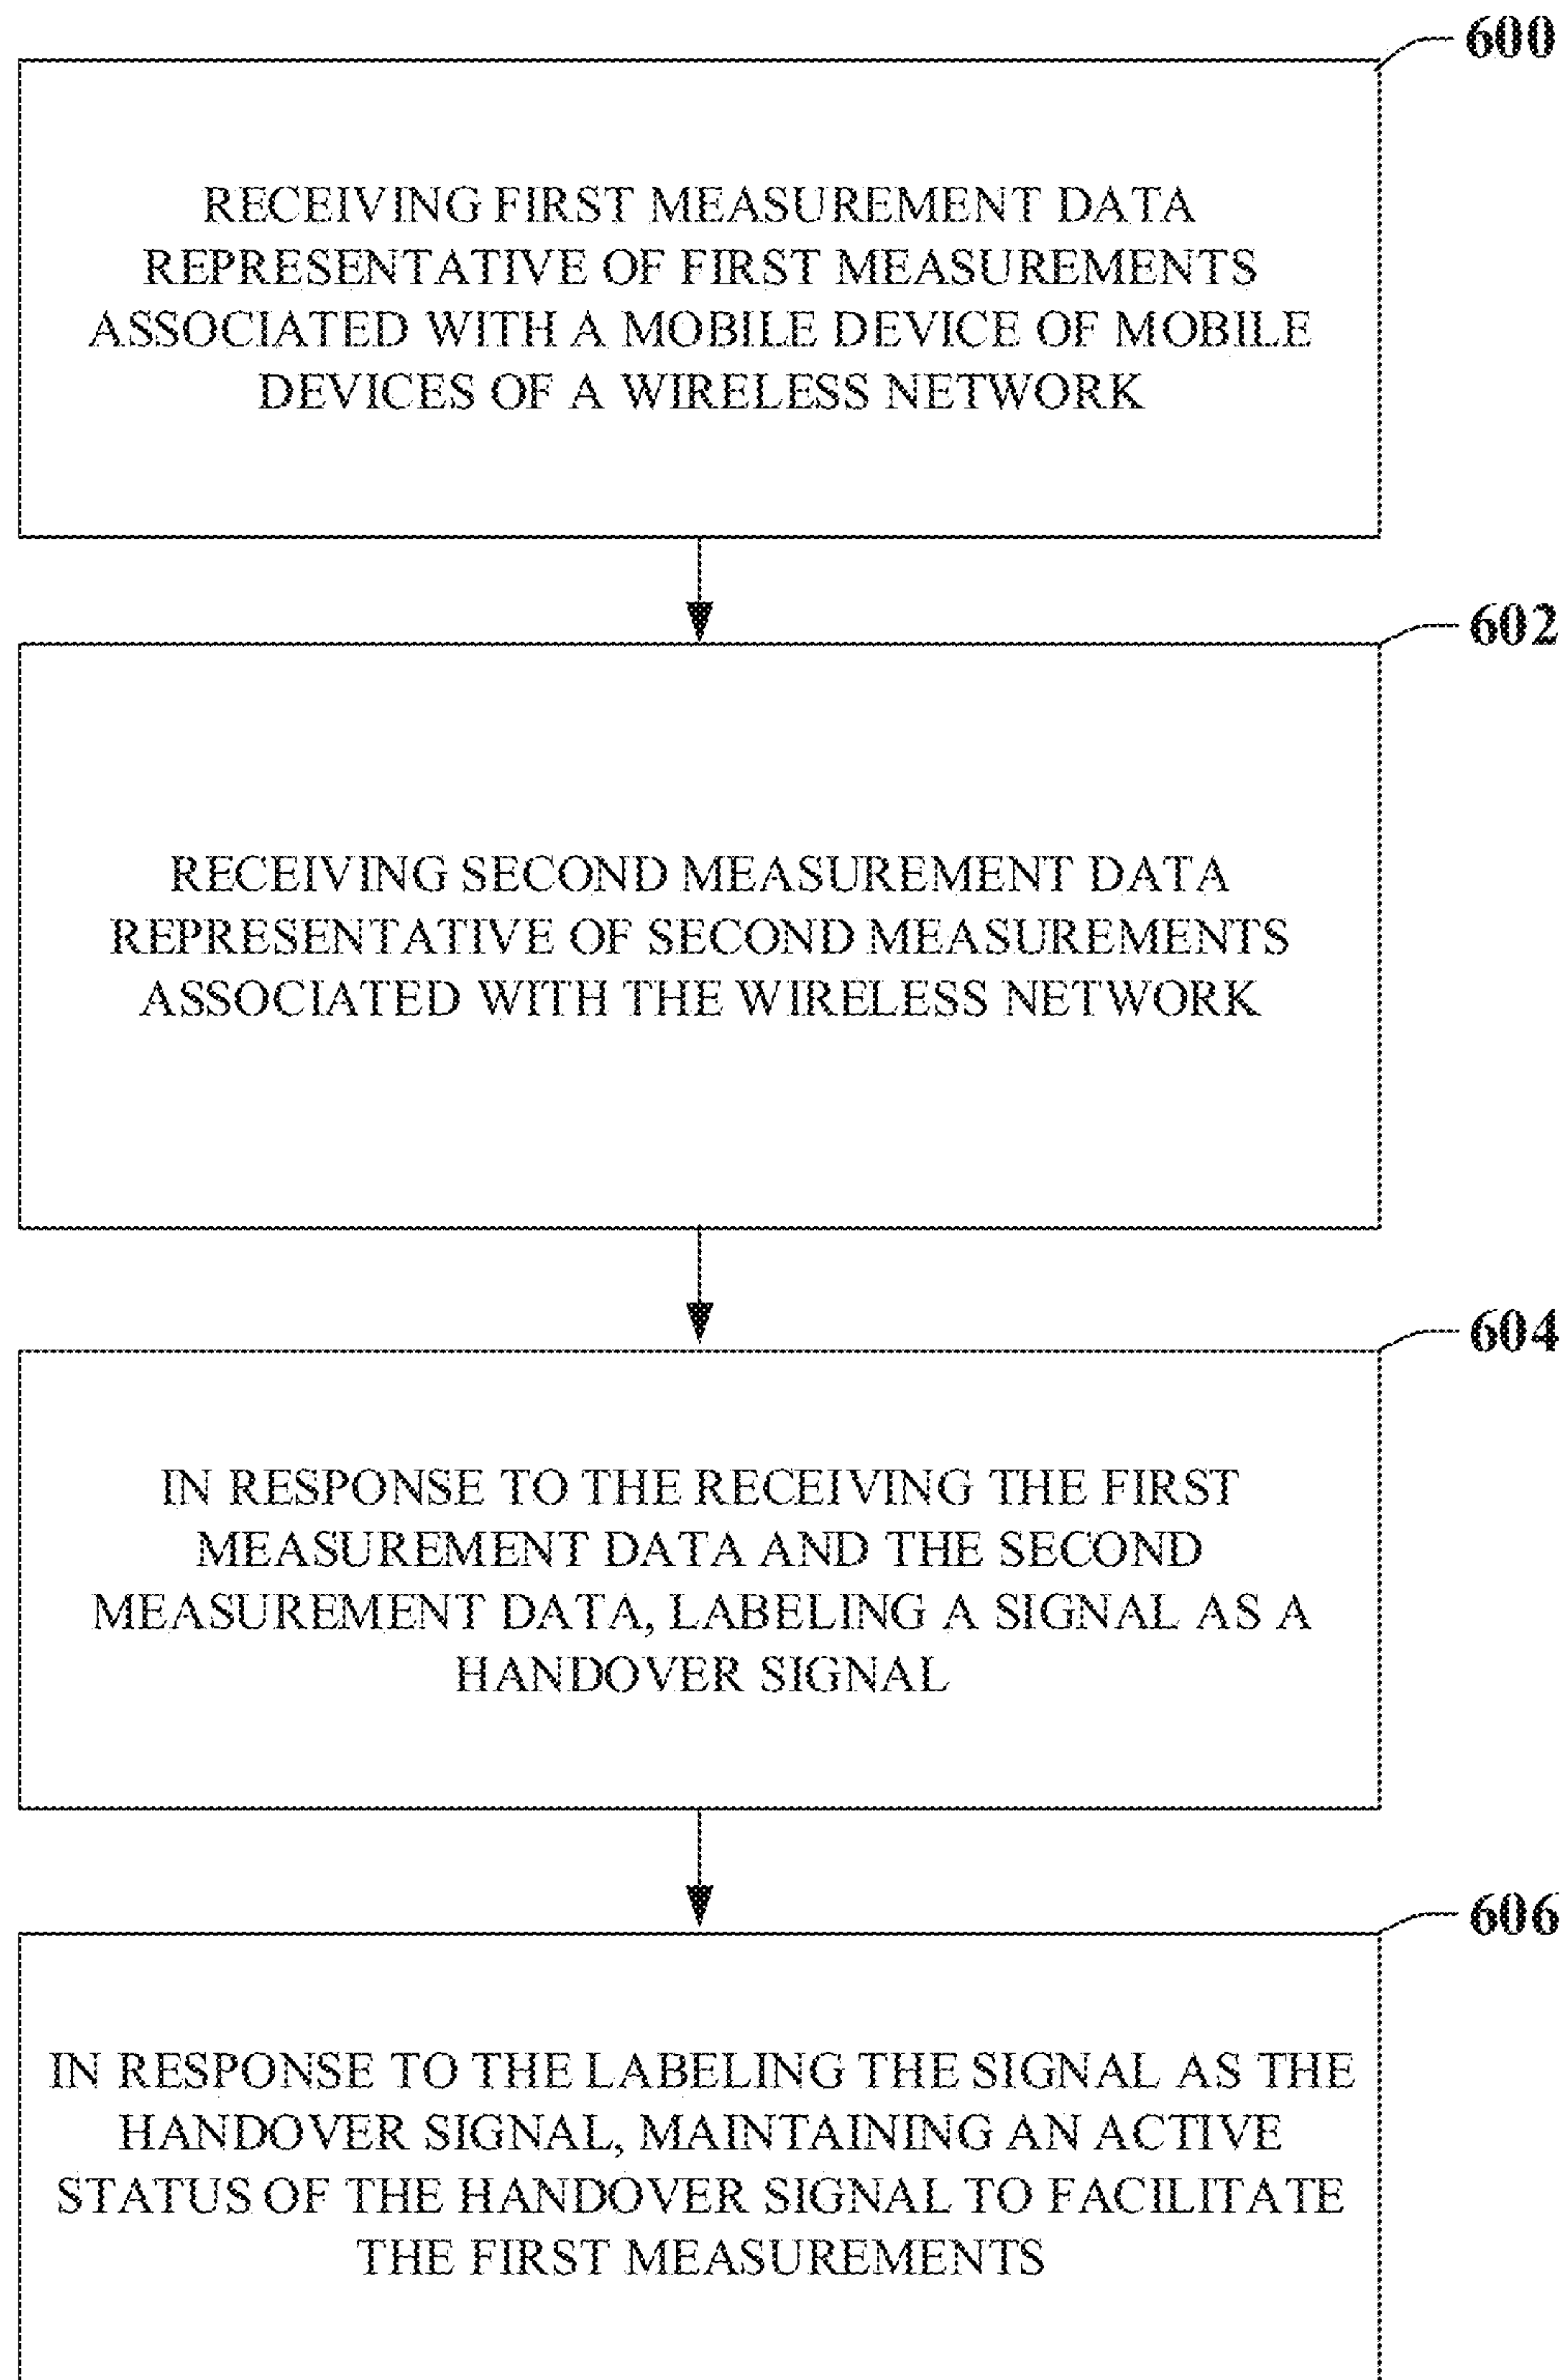 600
RECEIVING FIRST MEASUREMENT DATA
REPRESENTATIVE OF FIRST MEASUREMENTS
ASSOCIATED WITH A MOBILE DEVICE OF MOBILE
DEVICES OF A WIRELESS NETWORK
602
RECEIVING SECOND MEASUREMENT DATA
REPRESENTATIVE OF SECOND MEASUREMENTS
ASSOCIATED WITH THE WIRELESS NETWORK
604
IN RESPONSE TO THE RECEIVING THE FIRST
MEASUREMENT DATA AND THE SECOND
MEASUREMENT DATA, LABELING A SIGNAL AS A
HANDOVER SIGNAL
606
IN RESPONSE TO THE LABELING THE SIGNAL AS THE
HANDOVER SIGNAL, MAINTAINING AN ACTIVE
STATUS OF THE HANDOVER SIGNAL TO FACILITATE
THE FIRST MEASUREMENTS